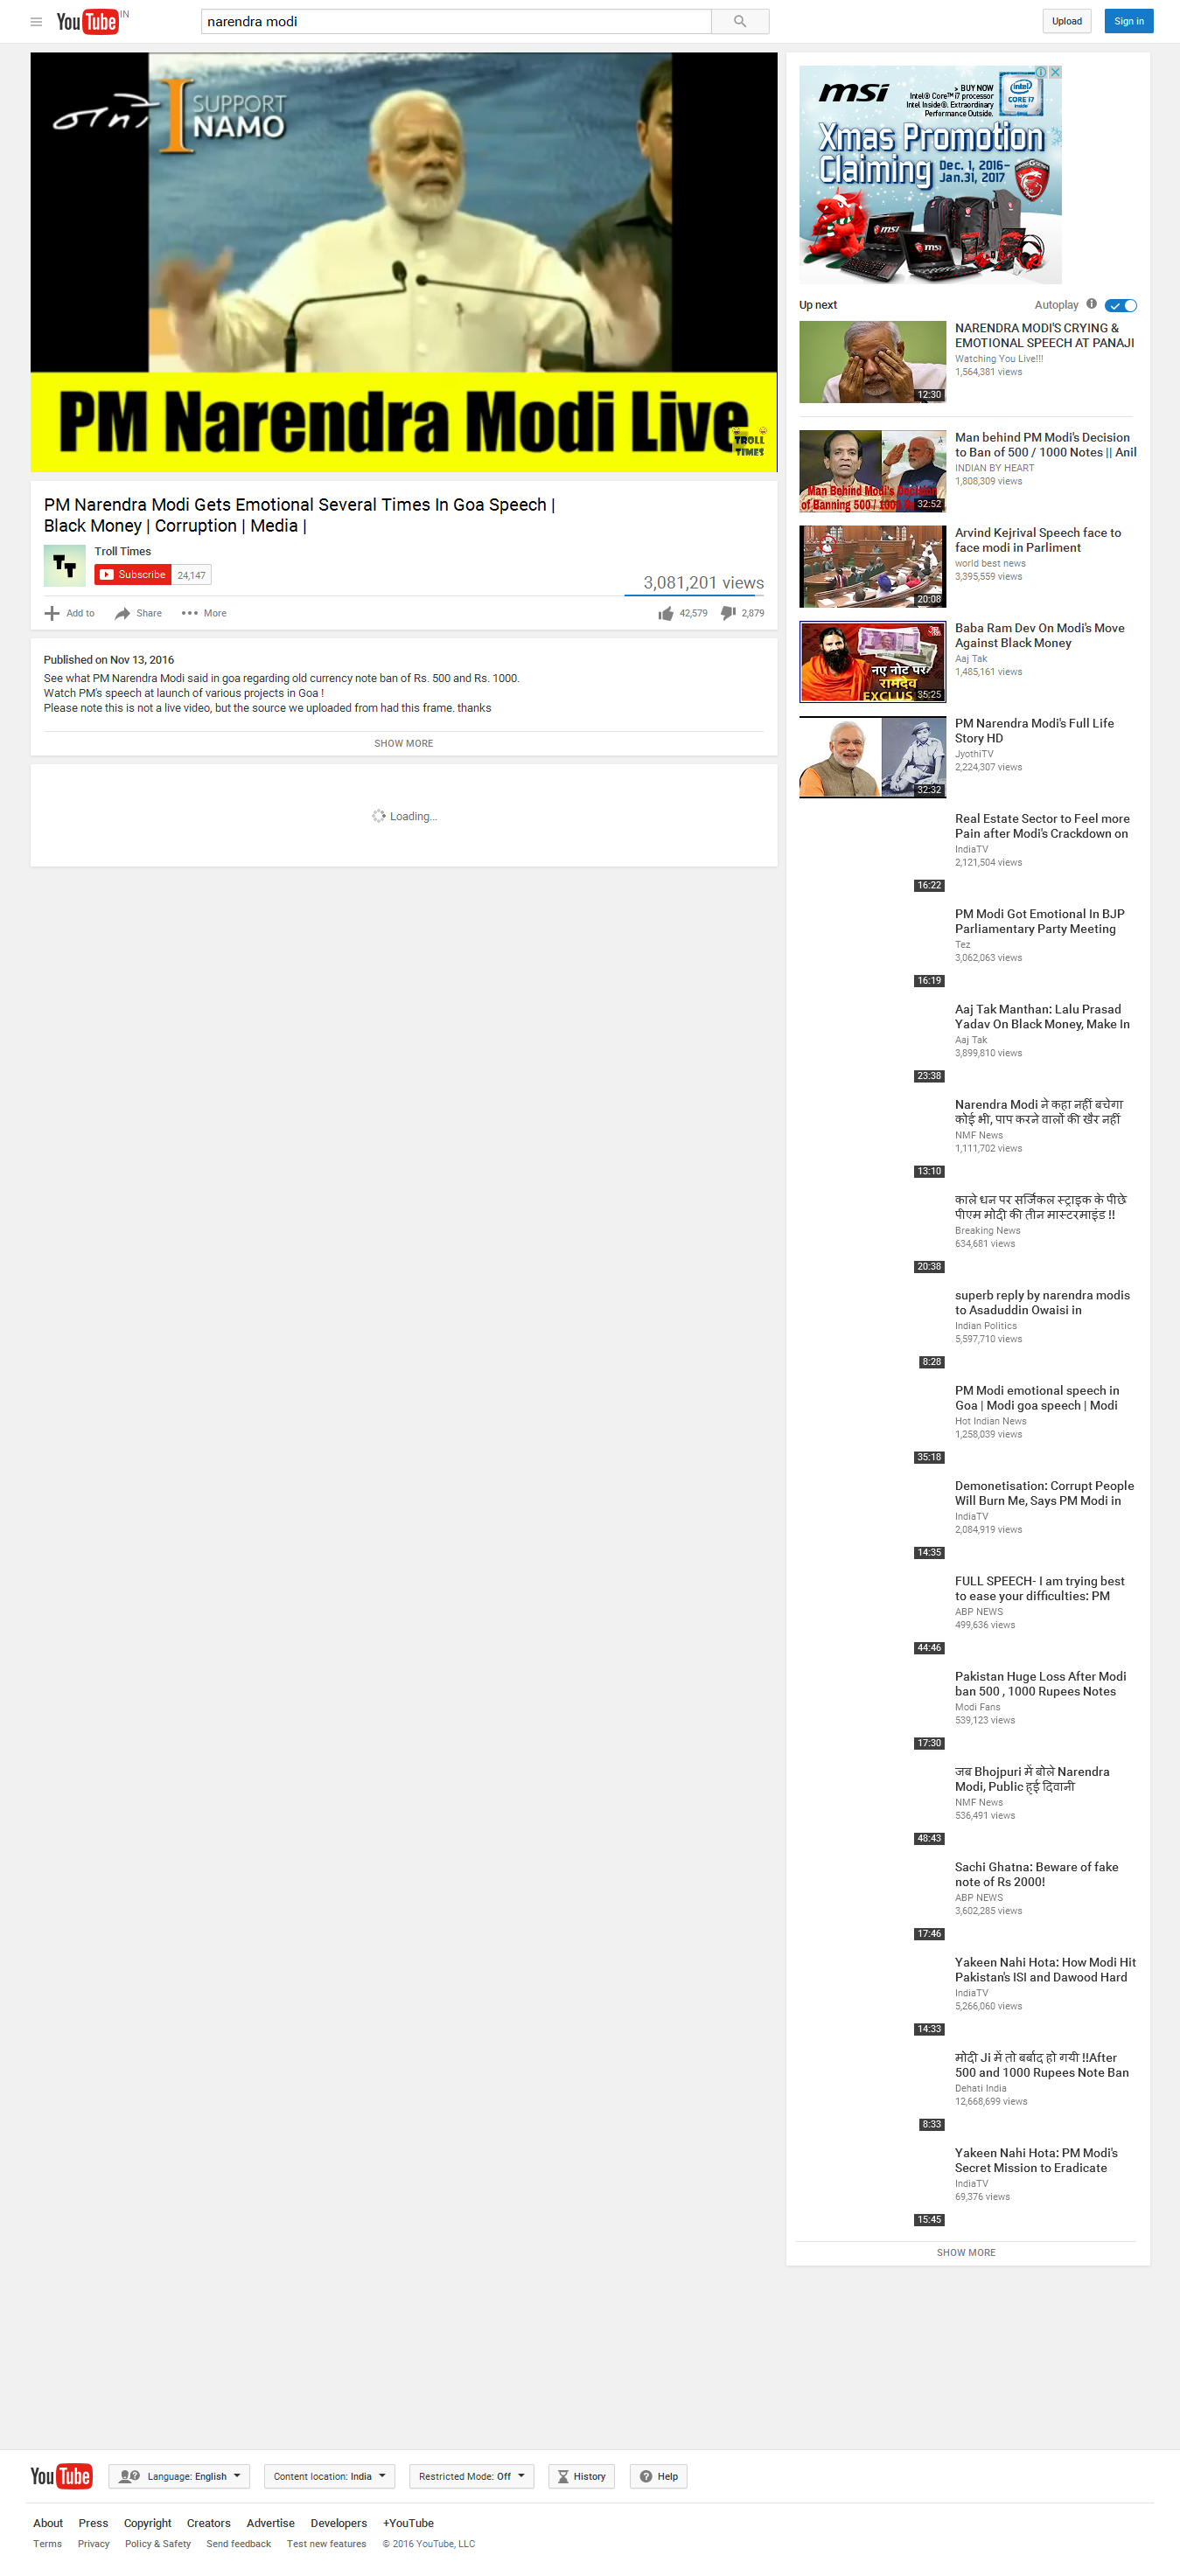 YouTube IN
narendra modi
Upload
Sign in
નમો I SUPPORT
NAMO
PM Narendra Modi Live
TROLL
TIMES
PM Narendra Modi Gets Emotional Several Times In Goa Speech |
Black Money | Corruption | Media |
TT
Troll Times
Subscribe 24,147
3,081,201 views
Add to Share More 42,579 2,879
Published on Nov 13, 2016
See what PM Narendra Modi said in goa regarding old currency note ban of Rs. 500 and Rs. 1000.
Watch PM's speech at launch of various projects in Goa !
Please note this is not a live video, but the source we uploaded from had this frame. thanks
SHOW MORE
Loading...
msi
> BUY NOW
Intel® Core™ i7 processor
Intel Inside®. Extraordinary
Performance Outside.
intel
CORE i7
inside
Xmas Promotion
Claiming
Dec. 1, 2016-
Jan.31, 2017
msi
msi
Up next Autoplay
12:30
NARENDRA MODI'S CRYING &
EMOTIONAL SPEECH AT PANAJI
Watching You Live!!!
1,564,381 views
Man Behind Modi's Decision
of Banning 500 / 1000
32:52
Man behind PM Modi's Decision
to Ban of 500 / 1000 Notes || Anil
INDIAN BY HEART
1,808,309 views
20:08
Arvind Kejrival Speech face to
face modi in Parliment
world best news
3,395,559 views
नए नोट पर
रामदेव
EXCLUS
35:25
Baba Ram Dev On Modi's Move
Against Black Money
Aaj Tak
1,485,161 views
32:32
PM Narendra Modi's Full Life
Story HD
JyothiTV
2,224,307 views
Real Estate Sector to Feel more
Pain after Modi's Crackdown on
IndiaTV
2,121,504 views
16:22
PM Modi Got Emotional In BJP
Parliamentary Party Meeting
Tez
3,062,063 views
16:19
Aaj Tak Manthan: Lalu Prasad
Yadav On Black Money, Make In
Aaj Tak
3,899,810 views
23:38
Narendra Modi ने कहा नहीं बचेगा
कोई भी, पाप करने वालों की खैर नहीं
NMF News
1,111,702 views
13:10
काले धन पर सर्जिकल स्ट्राइक के पीछे
पीएम मोदी की तीन मास्टरमाइंड !!
Breaking News
634,681 views
20:38
superb reply by narendra modis
to Asaduddin Owaisi in
Indian Politics
5,597,710 views
8:28
PM Modi emotional speech in
Goa | Modi goa speech | Modi
Hot Indian News
1,258,039 views
35:18
Demonetisation: Corrupt People
Will Burn Me, Says PM Modi in
IndiaTV
2,084,919 views
14:35
FULL SPEECH- I am trying best
to ease your difficulties: PM
ABP NEWS
499,636 views
44:46
Pakistan Huge Loss After Modi
ban 500 , 1000 Rupees Notes
Modi Fans
539,123 views
17:30
जब Bhojpuri में बोले Narendra
Modi, Public हुई दिवानी
NMF News
536,491 views
48:43
Sachi Ghatna: Beware of fake
note of Rs 2000!
ABP NEWS
3,602,285 views
17:46
Yakeen Nahi Hota: How Modi Hit
Pakistan's ISI and Dawood Hard
IndiaTV
5,266,060 views
14:33
मोदी Ji में तो बर्बाद हो गयी !!After
500 and 1000 Rupees Note Ban
Dehati India
12,668,699 views
8:33
Yakeen Nahi Hota: PM Modi's
Secret Mission to Eradicate
IndiaTV
69,376 views
15:45
SHOW MORE
YouTube Language: English Content location: India Restricted Mode: Off History Help
About Press Copyright Creators Advertise Developers +YouTube
Terms Privacy Policy & Safety Send feedback Test new features © 2016 YouTube, LLC